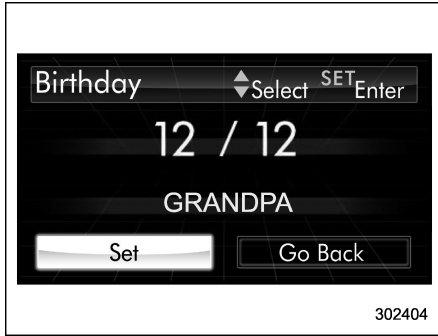 Birthday Select SET Enter
12 / 12
GRANDPA
Set Go Back
302404